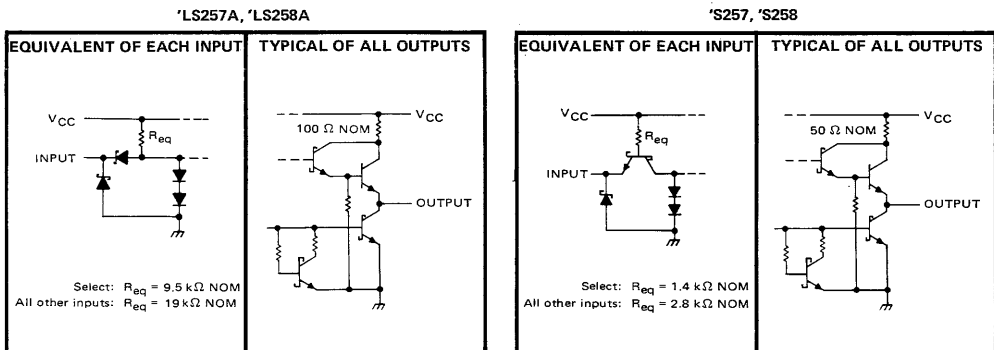 'LS257A, 'LS258A
EQUIVALENT OF EACH INPUT
VCC
Req
INPUT
Select: Req = 9.5 kΩ NOM
All other inputs: Req = 19 kΩ NOM
TYPICAL OF ALL OUTPUTS
100 Ω NOM
VCC
OUTPUT
'S257, 'S258
EQUIVALENT OF EACH INPUT
VCC
Req
INPUT
Select: Req = 1.4 kΩ NOM
All other inputs: Req = 2.8 kΩ NOM
TYPICAL OF ALL OUTPUTS
50 Ω NOM
VCC
OUTPUT